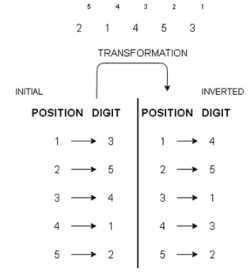 5 4 3 2 1
2 1 4 5 3
TRANSFORMATION
INITIAL INVERTED
POSITION DIGIT POSITION DIGIT
1 → 3 1 → 4
2 → 5 2 → 5
3 → 4 3 → 1
4 → 1 4 → 3
5 → 2 5 → 2